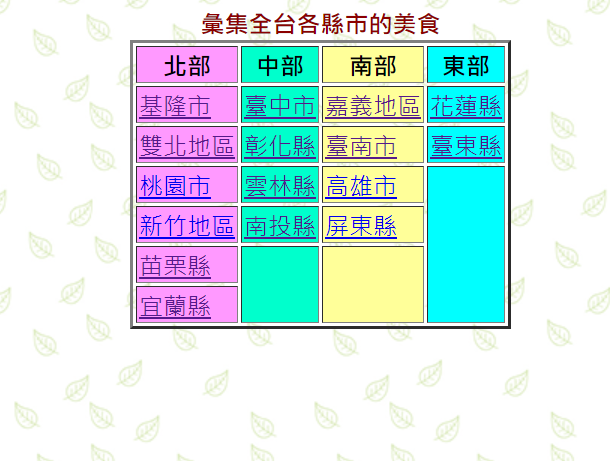 彙集全台各縣市的美食
北部 中部 南部 東部
基隆市 臺中市 嘉義地區 花蓮縣
雙北地區 彰化縣 臺南市 臺東縣
桃園市 雲林縣 高雄市
新竹地區 南投縣 屏東縣
苗栗縣
宜蘭縣